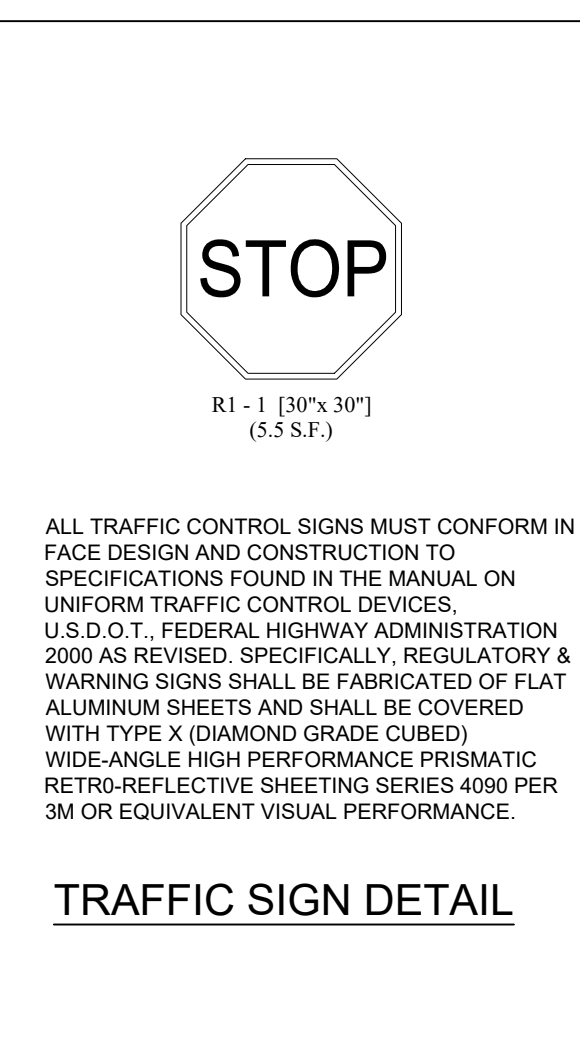 STOP
R1 - 1 [30"x 30"]
(5.5 S.F.)
ALL TRAFFIC CONTROL SIGNS MUST CONFORM IN
FACE DESIGN AND CONSTRUCTION TO
SPECIFICATIONS FOUND IN THE MANUAL ON
UNIFORM TRAFFIC CONTROL DEVICES,
U.S.D.O.T., FEDERAL HIGHWAY ADMINISTRATION
2000 AS REVISED. SPECIFICALLY, REGULATORY &
WARNING SIGNS SHALL BE FABRICATED OF FLAT
ALUMINUM SHEETS AND SHALL BE COVERED
WITH TYPE X (DIAMOND GRADE CUBED)
WIDE-ANGLE HIGH PERFORMANCE PRISMATIC
RETR0-REFLECTIVE SHEETING SERIES 4090 PER
3M OR EQUIVALENT VISUAL PERFORMANCE.
TRAFFIC SIGN DETAIL